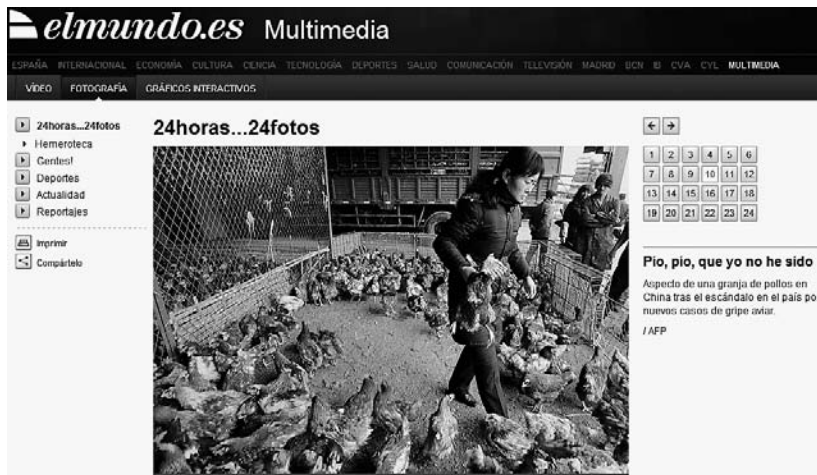 elmundo.es Multimedia
ESPAÑA INTERNACIONAL ECONOMÍA CULTURA CIENCIA TECNOLOGÍA DEPORTES SALUD COMUNICACIÓN TELEVISIÓN MADRID BCN IB CVA CYL MULTIMEDIA
VÍDEO FOTOGRAFÍA GRÁFICOS INTERACTIVOS
24horas...24fotos
Hemeroteca
Gentes!
Deportes
Actualidad
Reportajes
Imprimir
Compártelo
24horas...24fotos
1 2 3 4 5 6
7 8 9 10 11 12
13 14 15 16 17 18
19 20 21 22 23 24
Pio, pio, que yo no he sido
Aspecto de una granja de pollos en
China tras el escándalo en el país po
nuevos casos de gripe aviar.
/ AFP